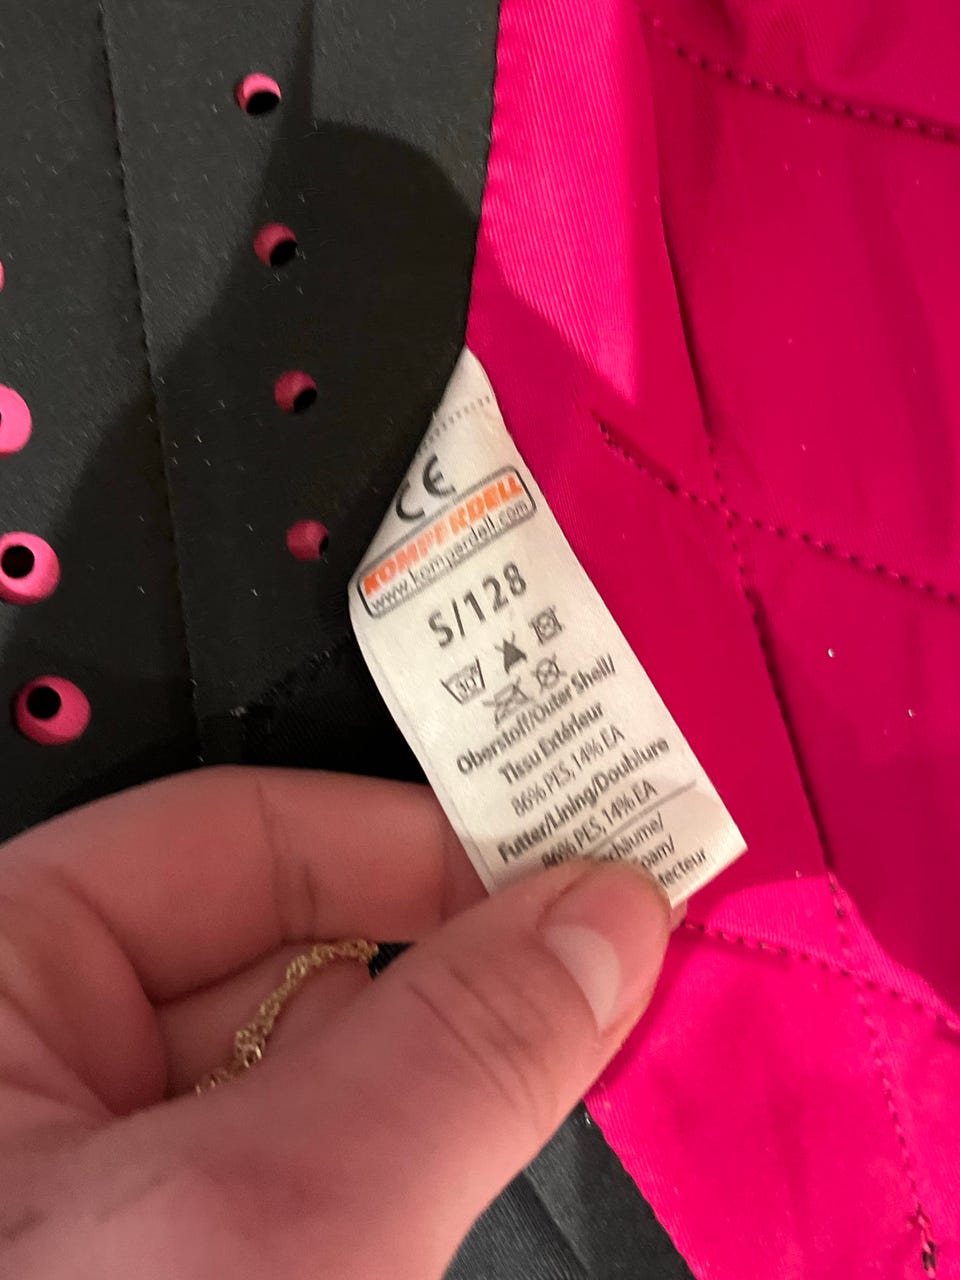 CE
KOMPERDELL
www.komperdell.com
S/128
30°
Oberstoff/Outer Shell/
Tissu Extérieur
86% PES, 14% EA
Futter/Lining/Doublure
86% PES, 14% EA